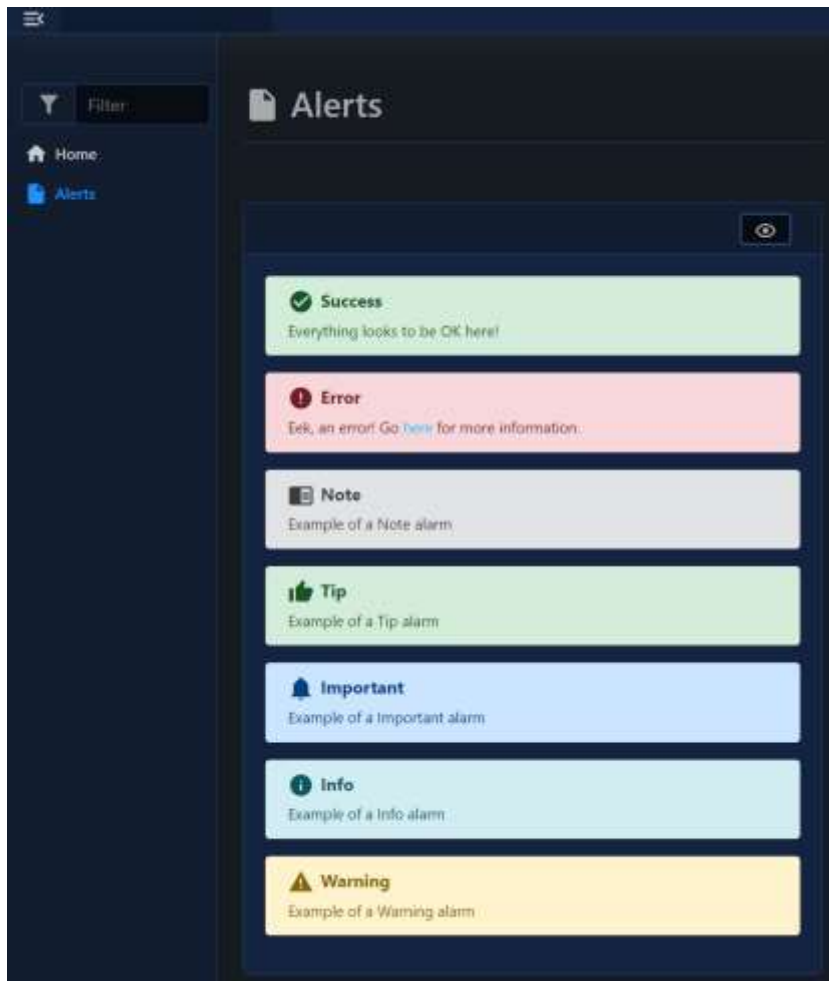 Filter
Home
Alerts
Alerts
Success
Everything looks to be OK here!
Error
Eek, an error! Go here for more information.
Note
Example of a Note alarm
Tip
Example of a Tip alarm
Important
Example of a Important alarm
Info
Example of a Info alarm
Warning
Example of a Warning alarm